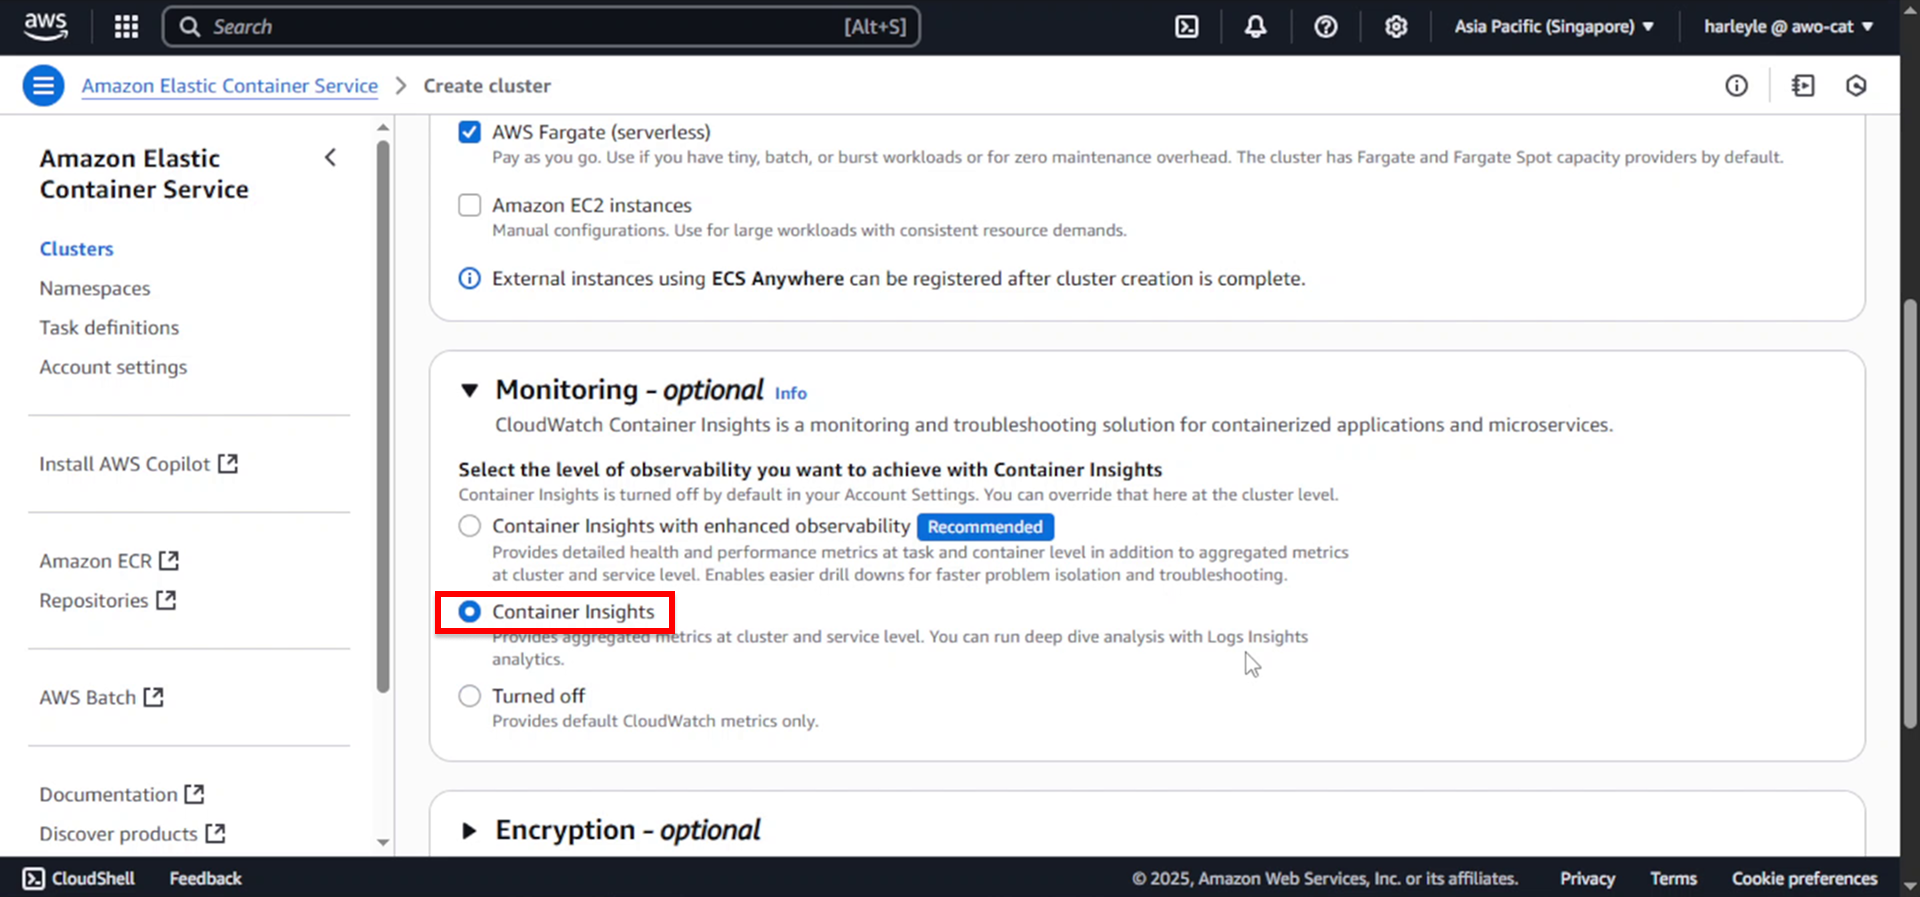 aws
Search
[Alt+S]
Asia Pacific (Singapore)
harleyle @ awo-cat
Amazon Elastic Container Service
Create cluster
Amazon Elastic
Container Service
Clusters
Namespaces
Task definitions
Account settings
Install AWS Copilot
Amazon ECR
Repositories
AWS Batch
Documentation
Discover products
AWS Fargate (serverless)
Pay as you go. Use if you have tiny, batch, or burst workloads or for zero maintenance overhead. The cluster has Fargate and Fargate Spot capacity providers by default.
Amazon EC2 instances
Manual configurations. Use for large workloads with consistent resource demands.
External instances using ECS Anywhere can be registered after cluster creation is complete.
Monitoring - optional Info
CloudWatch Container Insights is a monitoring and troubleshooting solution for containerized applications and microservices.
Select the level of observability you want to achieve with Container Insights
Container Insights is turned off by default in your Account Settings. You can override that here at the cluster level.
Container Insights with enhanced observability Recommended
Provides detailed health and performance metrics at task and container level in addition to aggregated metrics
at cluster and service level. Enables easier drill downs for faster problem isolation and troubleshooting.
Container Insights
Provides aggregated metrics at cluster and service level. You can run deep dive analysis with Logs Insights
analytics.
Turned off
Provides default CloudWatch metrics only.
Encryption - optional
CloudShell
Feedback
© 2025, Amazon Web Services, Inc. or its affiliates.
Privacy
Terms
Cookie preferences